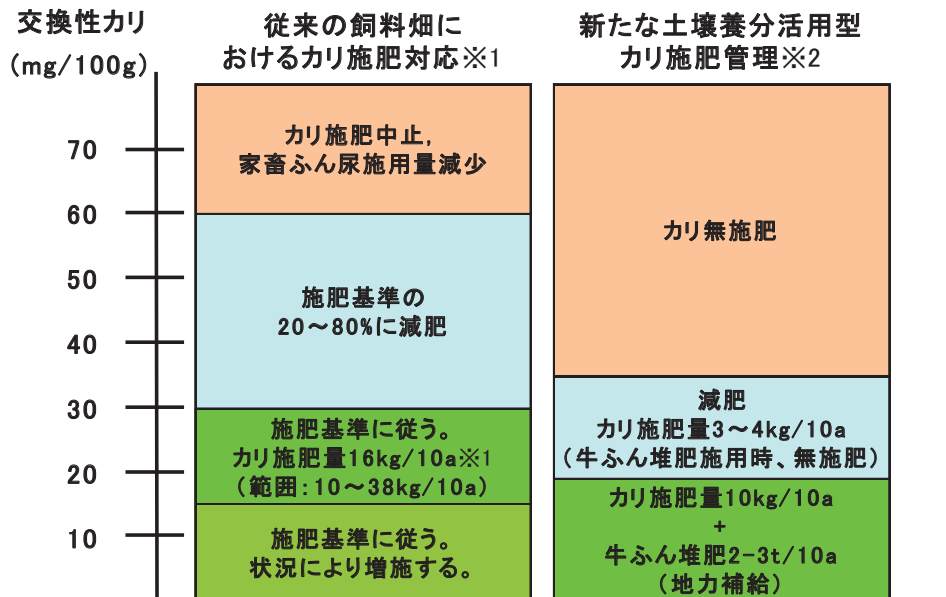 交換性カリ
(mg/100g)
従来の飼料畑に
おけるカリ施肥対応※1
新たな土壌養分活用型
カリ施肥管理※2
70
60
50
40
30
20
10
カリ施肥中止,
家畜ふん尿施用量減少
施肥基準の
20～80%に減肥
施肥基準に従う。
カリ施肥量16kg/10a※1
(範囲:10～38kg/10a)
施肥基準に従う。
状況により増施する。
カリ無施肥
減肥
カリ施肥量3～4kg/10a
(牛ふん堆肥施用時、無施肥)
カリ施肥量10kg/10a
+
牛ふん堆肥2-3t/10a
(地力補給)